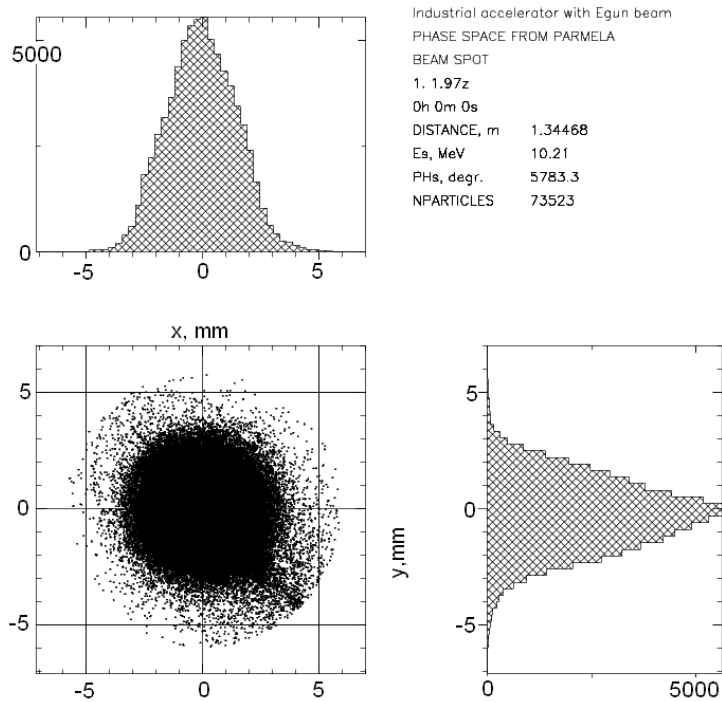 Industrial accelerator with Egun beam
PHASE SPACE FROM PARMELA
BEAM SPOT
1. 1.97z
0h 0m 0s
DISTANCE, m 1.34468
Es, MeV 10.21
PHs, degr. 5783.3
NPARTICLES 73523
5000
0
-5 0 5
x, mm
5
0
-5
-5 0 5
y,mm
5
0
-5
0 5000